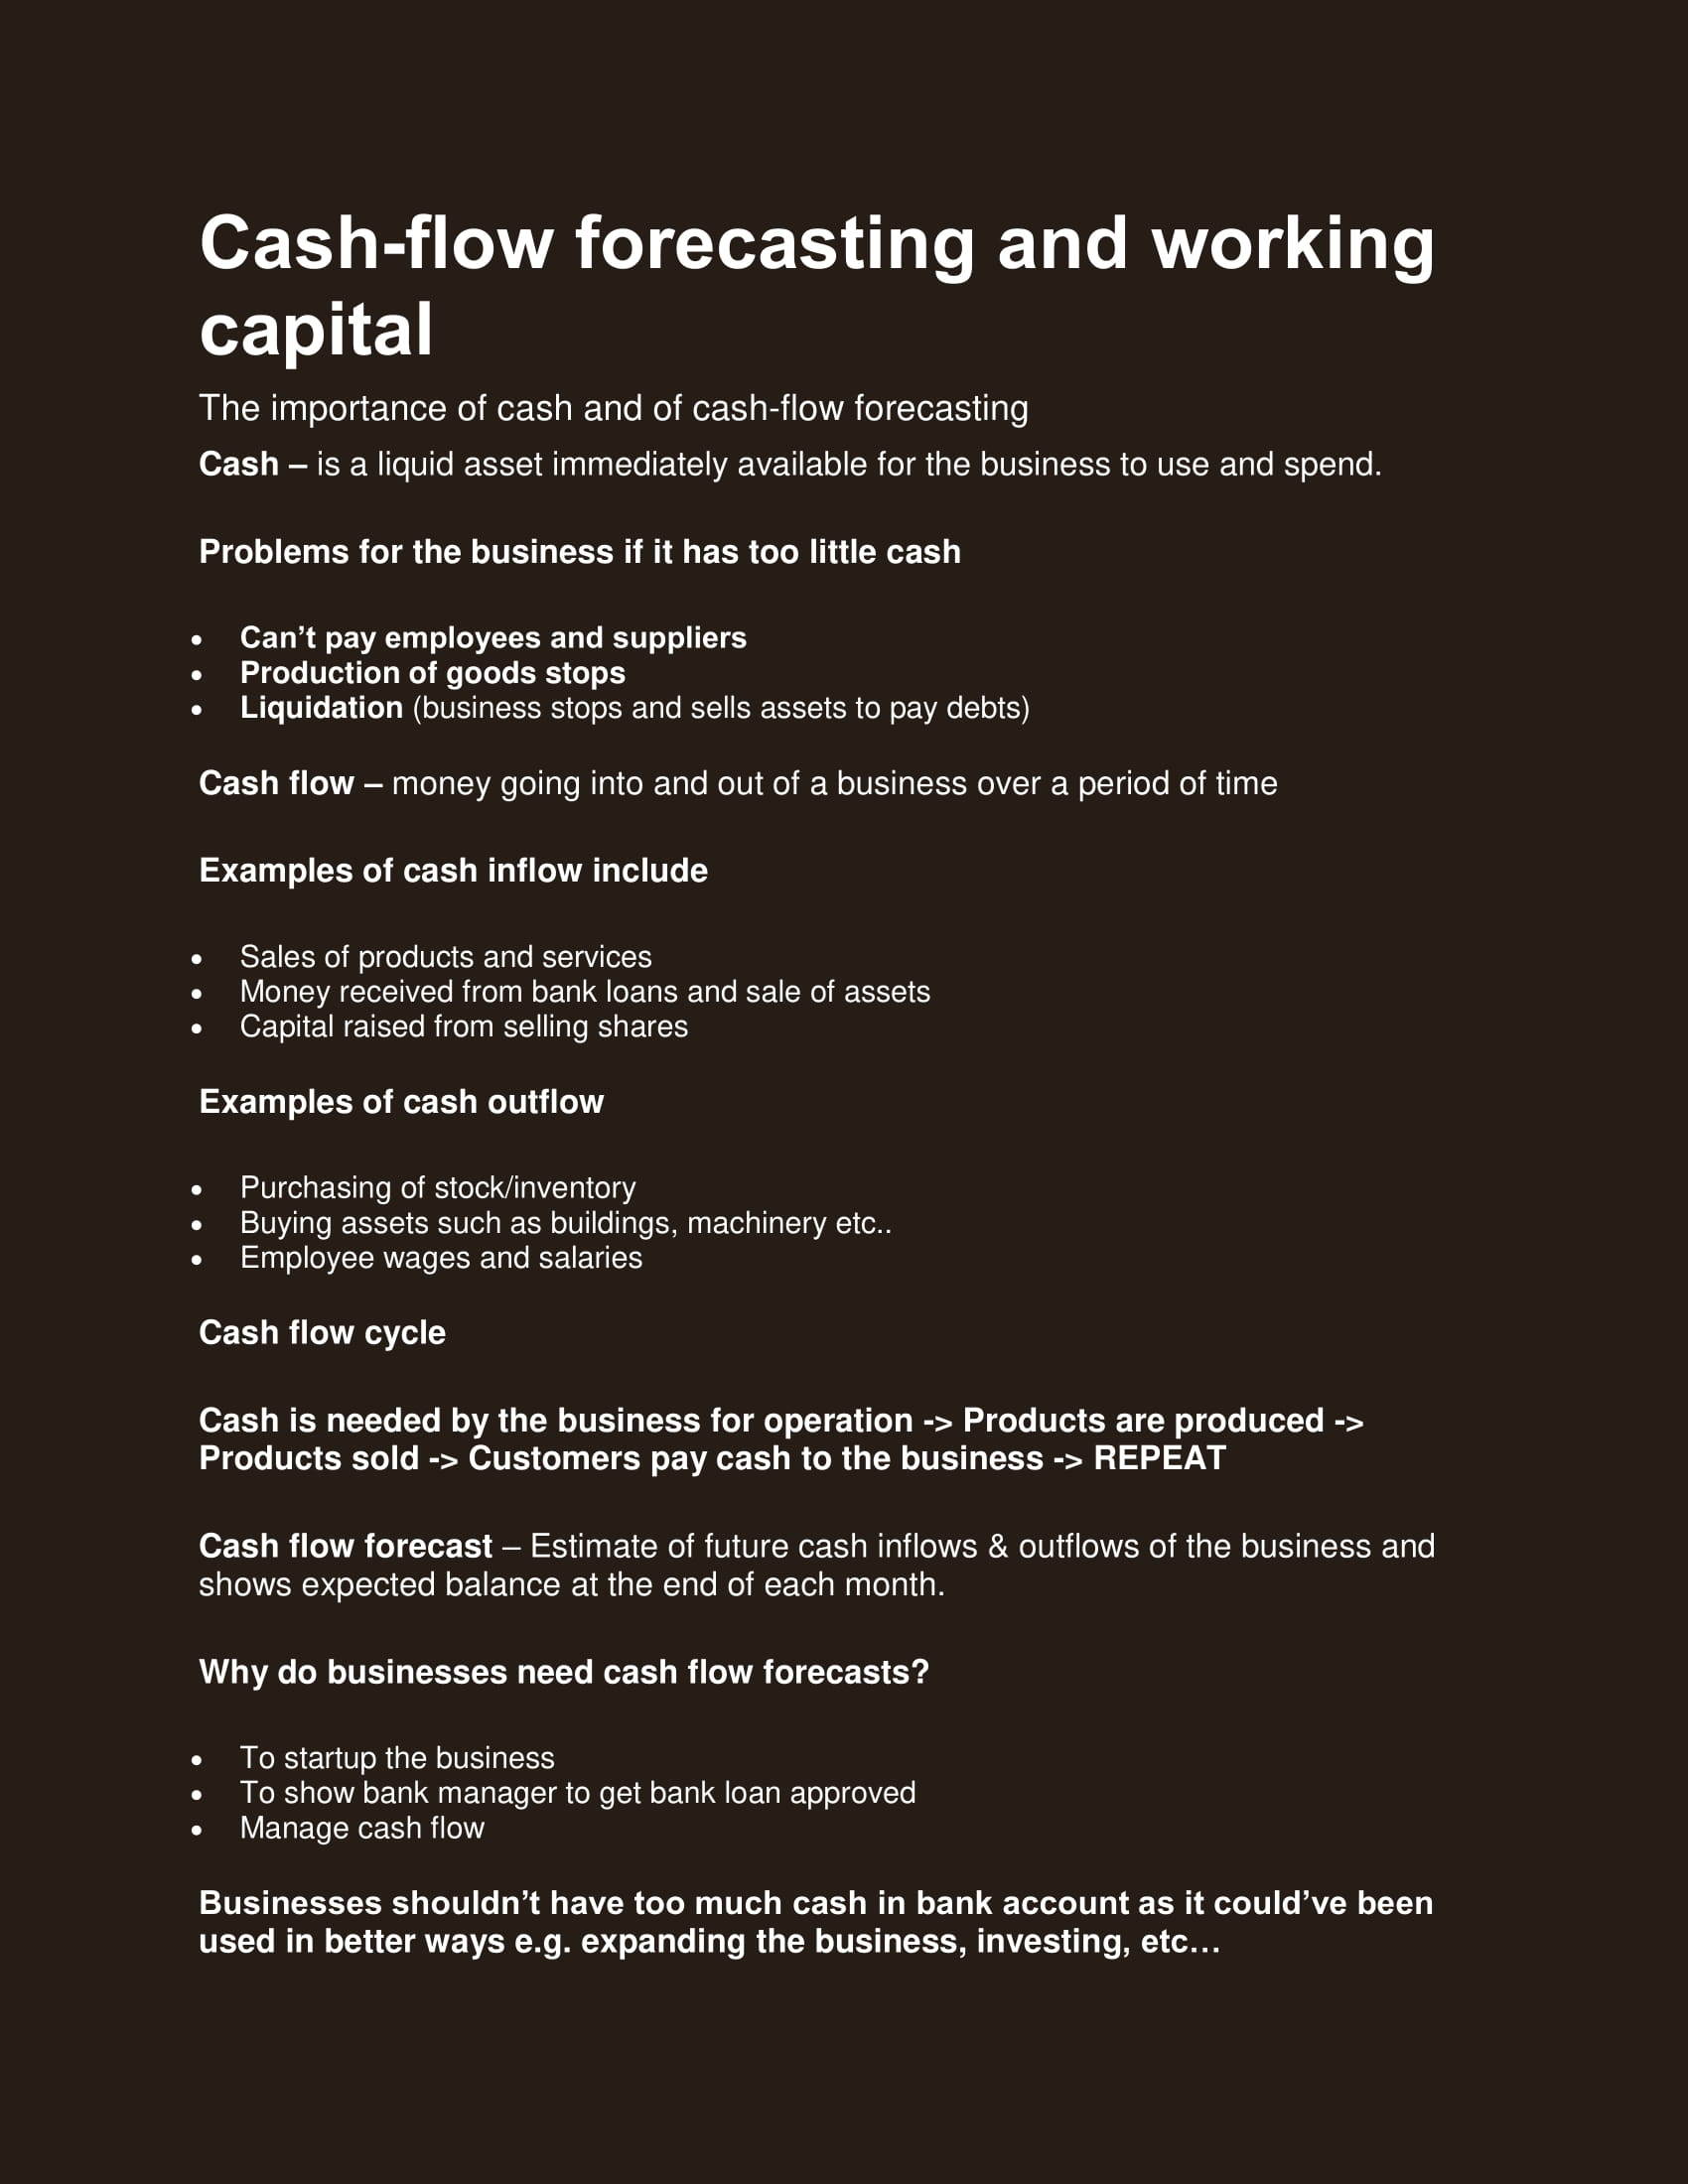 Cash-flow forecasting and working
capital
The importance of cash and of cash-flow forecasting
Cash – is a liquid asset immediately available for the business to use and spend.
Problems for the business if it has too little cash
• Can’t pay employees and suppliers
• Production of goods stops
• Liquidation (business stops and sells assets to pay debts)
Cash flow – money going into and out of a business over a period of time
Examples of cash inflow include
• Sales of products and services
• Money received from bank loans and sale of assets
• Capital raised from selling shares
Examples of cash outflow
• Purchasing of stock/inventory
• Buying assets such as buildings, machinery etc..
• Employee wages and salaries
Cash flow cycle
Cash is needed by the business for operation -> Products are produced ->
Products sold -> Customers pay cash to the business -> REPEAT
Cash flow forecast – Estimate of future cash inflows & outflows of the business and
shows expected balance at the end of each month.
Why do businesses need cash flow forecasts?
• To startup the business
• To show bank manager to get bank loan approved
• Manage cash flow
Businesses shouldn’t have too much cash in bank account as it could’ve been
used in better ways e.g. expanding the business, investing, etc…